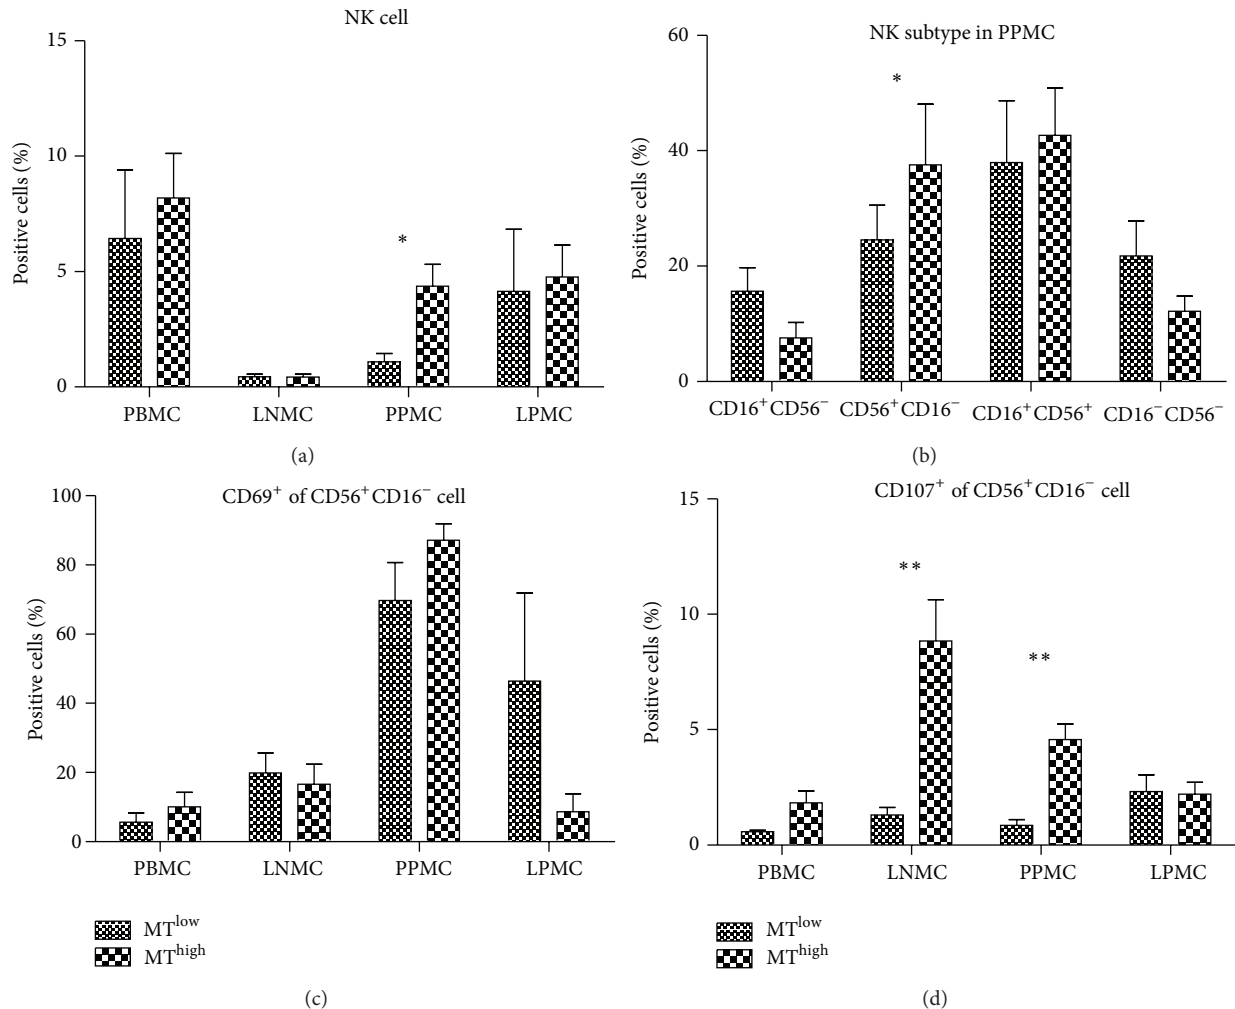 NK cell
15
10
5
0
Positive cells (%)
*
PBMC LNMC PPMC LPMC
(a)
NK subtype in PPMC
60
40
20
0
Positive cells (%)
*
CD16⁺CD56⁻ CD56⁺CD16⁻ CD16⁺CD56⁺ CD16⁻CD56⁻
(b)
CD69⁺ of CD56⁺CD16⁻ cell
100
80
60
40
20
0
Positive cells (%)
PBMC LNMC PPMC LPMC
MT^low
MT^high
(c)
CD107⁺ of CD56⁺CD16⁻ cell
15
10
5
0
Positive cells (%)
**
**
PBMC LNMC PPMC LPMC
MT^low
MT^high
(d)